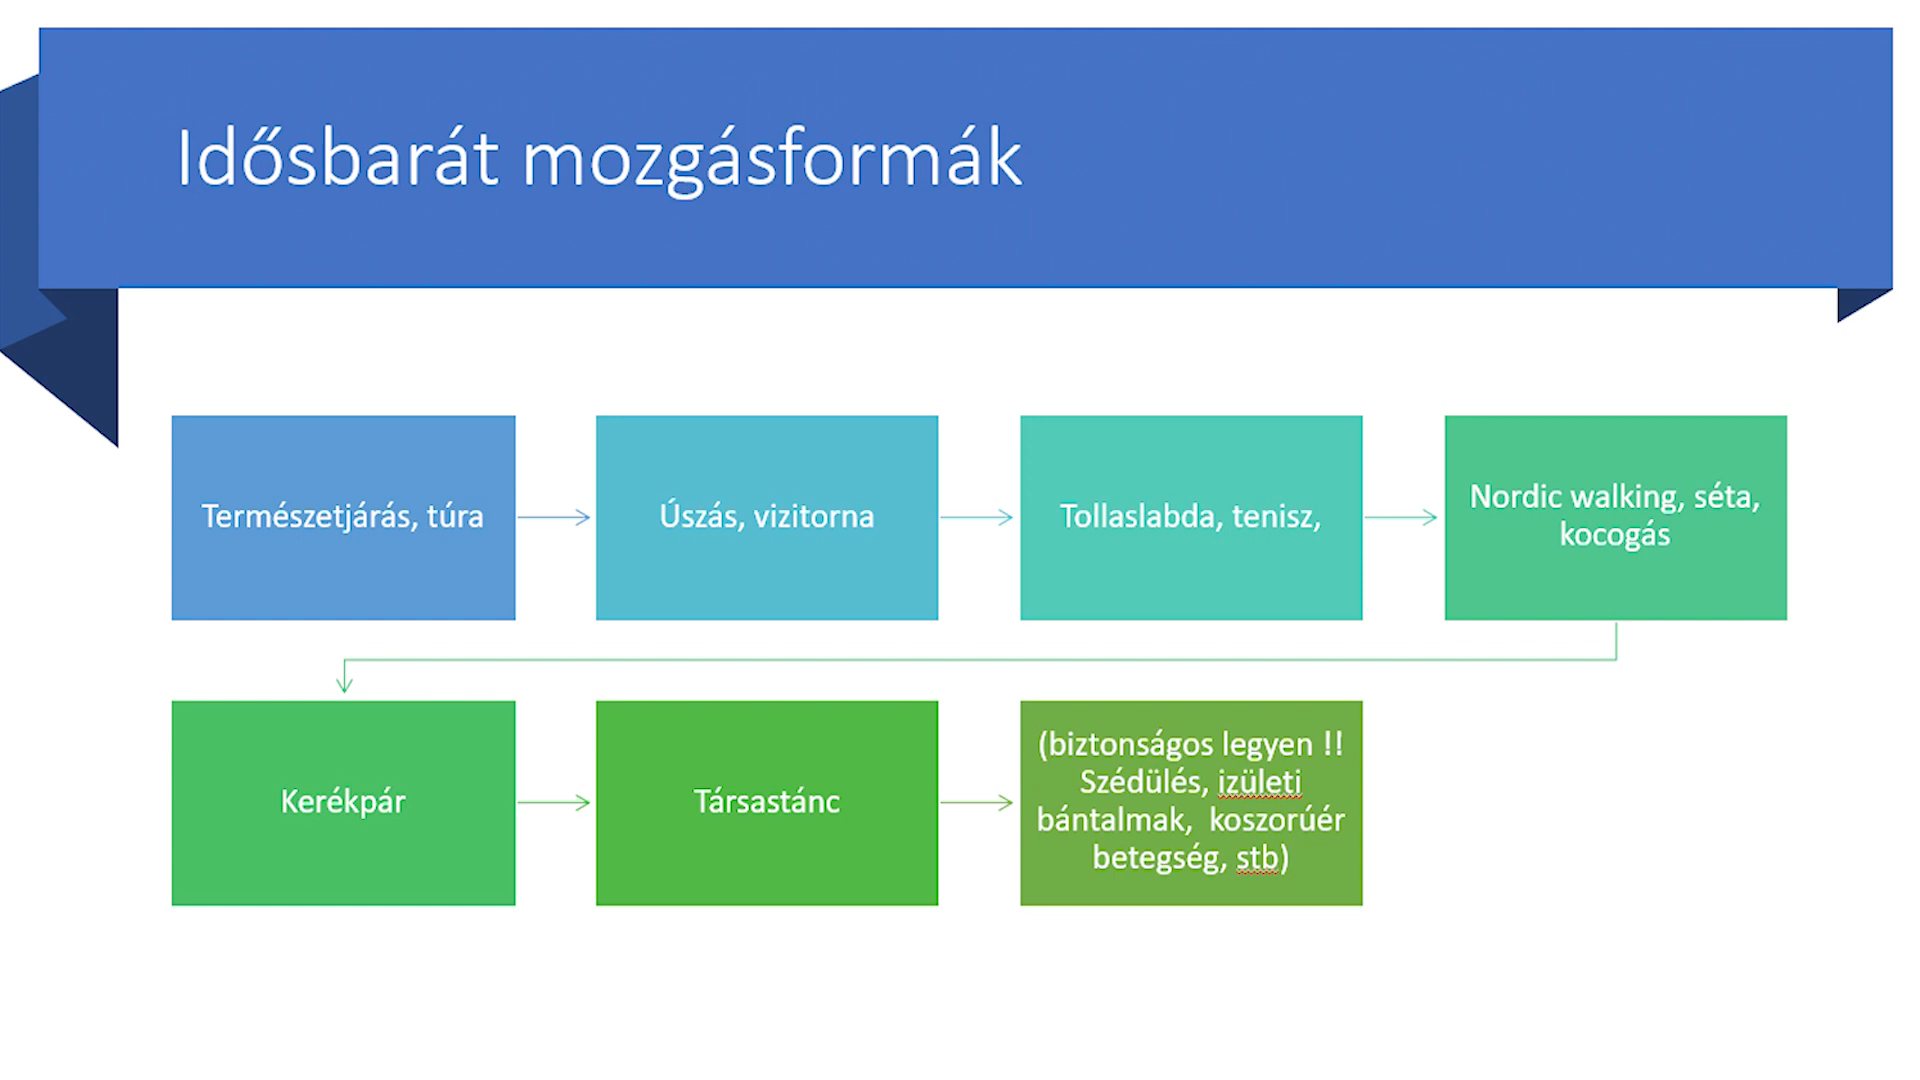 Idősbarát mozgásformák
Természetjárás, túra
Úszás, vizitorna
Tollaslabda, tenisz,
Nordic walking, séta,
kocogás
Kerékpár
Társastánc
(biztonságos legyen !!
Szédülés, izületi
bántalmak,  koszorúér
betegség, stb)